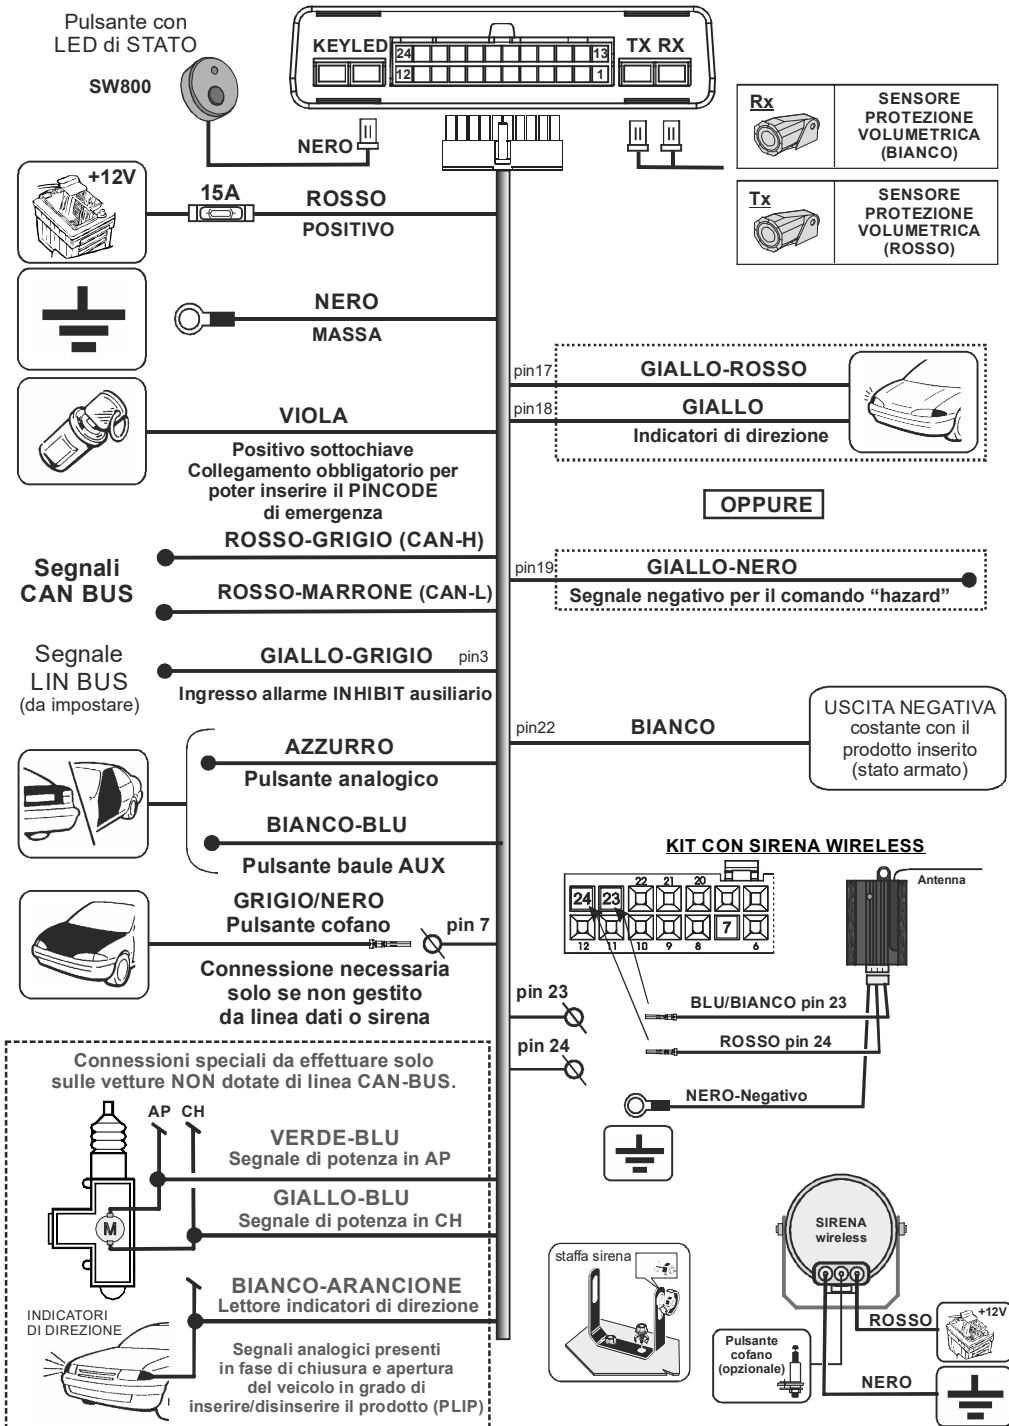 Pulsante con
LED di STATO
SW800
KEY LED
TX RX
24
13
12
1
NERO
Rx
SENSORE
PROTEZIONE
VOLUMETRICA
(BIANCO)
Tx
SENSORE
PROTEZIONE
VOLUMETRICA
(ROSSO)
+12V
15A
ROSSO
POSITIVO
NERO
MASSA
VIOLA
Positivo sottochiave
Collegamento obbligatorio per
poter inserire il PINCODE
di emergenza
pin17
GIALLO-ROSSO
pin18
GIALLO
Indicatori di direzione
OPPURE
Segnali
CAN BUS
ROSSO-GRIGIO (CAN-H)
ROSSO-MARRONE (CAN-L)
pin19
GIALLO-NERO
Segnale negativo per il comando “hazard”
Segnale
LIN BUS
(da impostare)
GIALLO-GRIGIO
pin3
Ingresso allarme INHIBIT ausiliario
pin22
BIANCO
USCITA NEGATIVA
costante con il
prodotto inserito
(stato armato)
AZZURRO
Pulsante analogico
BIANCO-BLU
Pulsante baule AUX
GRIGIO/NERO
Pulsante cofano
pin 7
Connessione necessaria
solo se non gestito
da linea dati o sirena
KIT CON SIRENA WIRELESS
Antenna
22 21 20
24 23
7
12 11 10 9 8 6
pin 23
BLU/BIANCO pin 23
pin 24
ROSSO pin 24
NERO-Negativo
Connessioni speciali da effettuare solo
sulle vetture NON dotate di linea CAN-BUS.
AP CH
VERDE-BLU
Segnale di potenza in AP
M
GIALLO-BLU
Segnale di potenza in CH
BIANCO-ARANCIONE
Lettore indicatori di direzione
INDICATORI
DI DIREZIONE
Segnali analogici presenti
in fase di chiusura e apertura
del veicolo in grado di
inserire/disinserire il prodotto (PLIP)
staffa sirena
SIRENA
wireless
ROSSO
+12V
Pulsante
cofano
(opzionale)
NERO